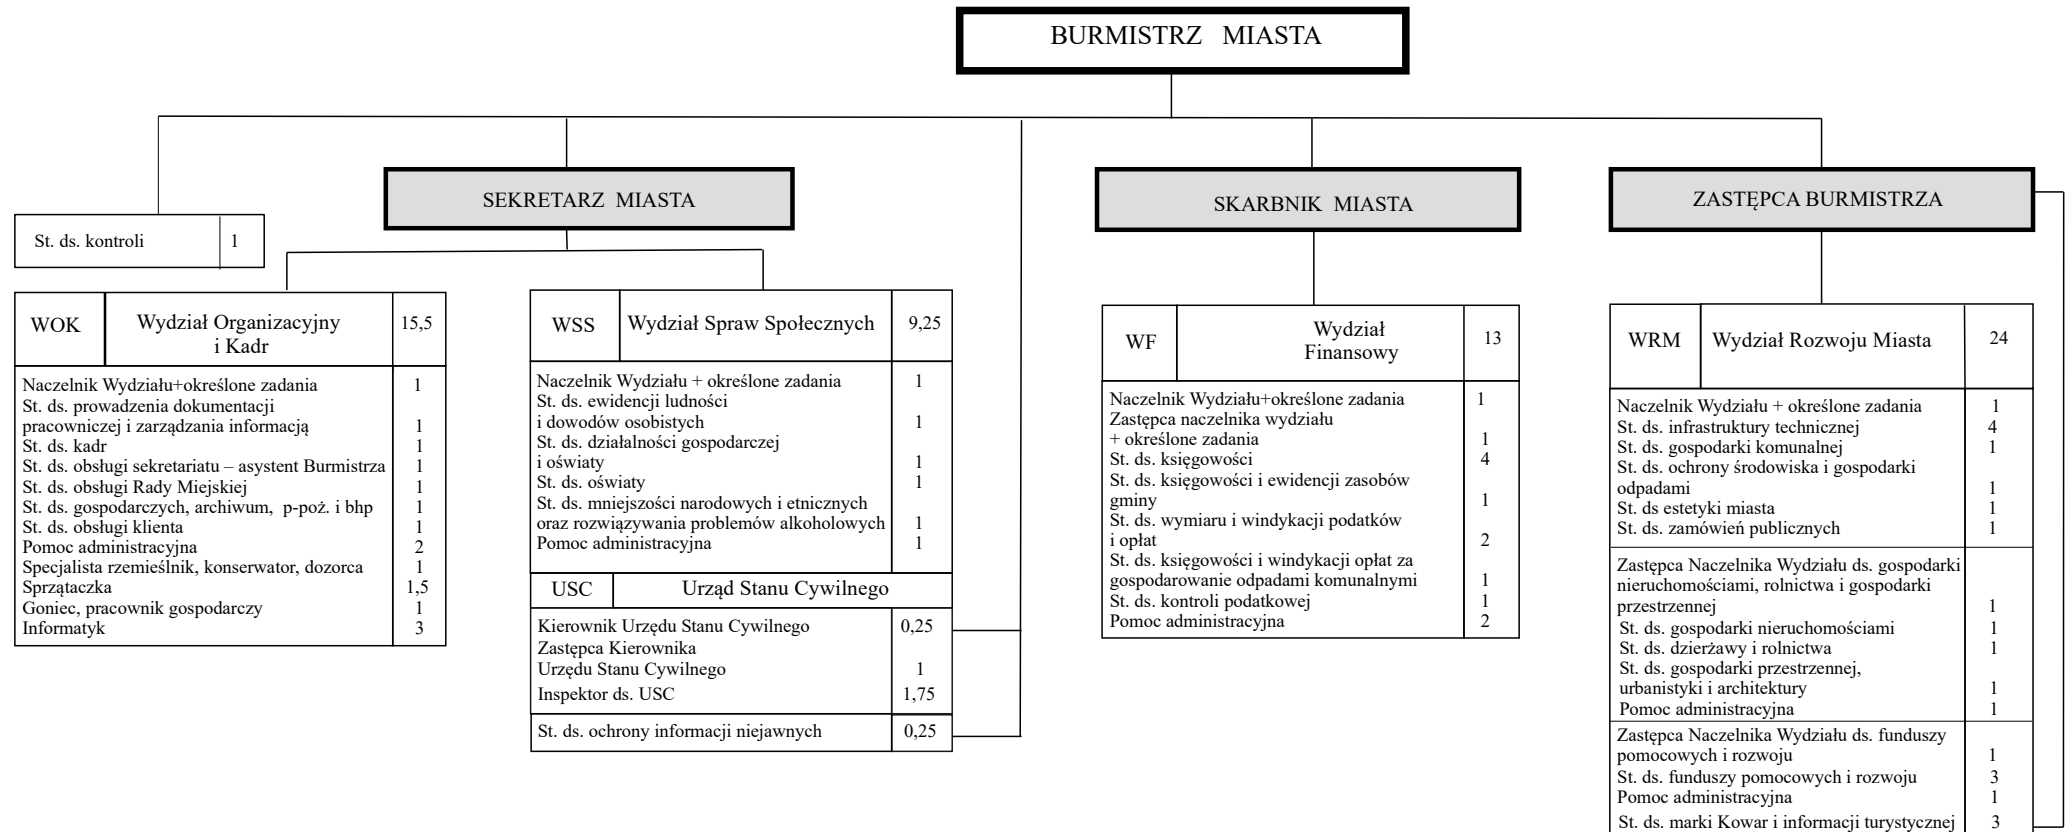 BURMISTRZ MIASTA
SEKRETARZ MIASTA
SKARBNIK MIASTA
ZASTĘPCA BURMISTRZA
St. ds. kontroli 1
WOK Wydział Organizacyjny
i Kadr 15,5
Naczelnik Wydziału+określone zadania 1
St. ds. prowadzenia dokumentacji
pracowniczej i zarządzania informacją 1
St. ds. kadr 1
St. ds. obsługi sekretariatu – asystent Burmistrza 1
St. ds. obsługi Rady Miejskiej 1
St. ds. gospodarczych, archiwum, p-poż. i bhp 1
St. ds. obsługi klienta 1
Pomoc administracyjna 2
Specjalista rzemieślnik, konserwator, dozorca 1
Sprzątaczka 1,5
Goniec, pracownik gospodarczy 1
Informatyk 3
WSS Wydział Spraw Społecznych 9,25
Naczelnik Wydziału + określone zadania 1
St. ds. ewidencji ludności
i dowodów osobistych 1
St. ds. działalności gospodarczej
i oświaty 1
St. ds. oświaty 1
St. ds. mniejszości narodowych i etnicznych
oraz rozwiązywania problemów alkoholowych 1
Pomoc administracyjna 1
USC Urząd Stanu Cywilnego
Kierownik Urzędu Stanu Cywilnego 0,25
Zastępca Kierownika
Urzędu Stanu Cywilnego 1
Inspektor ds. USC 1,75
St. ds. ochrony informacji niejawnych 0,25
WF Wydział
Finansowy 13
Naczelnik Wydziału+określone zadania 1
Zastępca naczelnika wydziału
+ określone zadania 1
St. ds. księgowości 4
St. ds. księgowości i ewidencji zasobów
gminy 1
St. ds. wymiaru i windykacji podatków
i opłat 2
St. ds. księgowości i windykacji opłat za
gospodarowanie odpadami komunalnymi 1
St. ds. kontroli podatkowej 1
Pomoc administracyjna 2
WRM Wydział Rozwoju Miasta 24
Naczelnik Wydziału + określone zadania 1
St. ds. infrastruktury technicznej 4
St. ds. gospodarki komunalnej 1
St. ds. ochrony środowiska i gospodarki
odpadami 1
St. ds estetyki miasta 1
St. ds. zamówień publicznych 1
Zastępca Naczelnika Wydziału ds. gospodarki
nieruchomościami, rolnictwa i gospodarki
przestrzennej 1
St. ds. gospodarki nieruchomościami 1
St. ds. dzierżawy i rolnictwa 1
St. ds. gospodarki przestrzennej,
urbanistyki i architektury 1
Pomoc administracyjna 1
Zastępca Naczelnika Wydziału ds. funduszy
pomocowych i rozwoju 1
St. ds. funduszy pomocowych i rozwoju 3
Pomoc administracyjna 1
St. ds. marki Kowar i informacji turystycznej 3